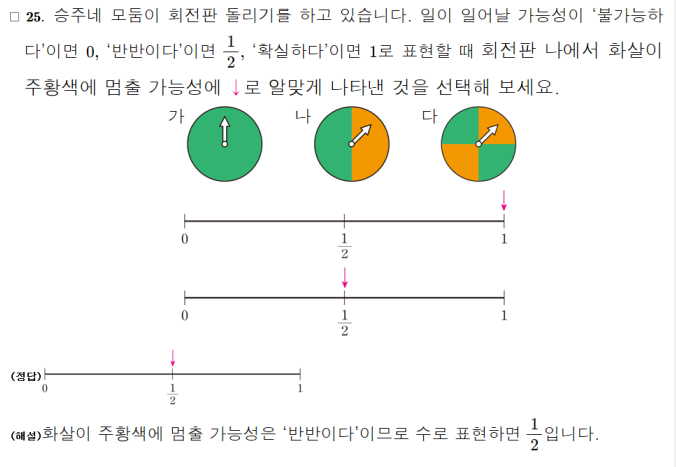 □ 25. 승주네 모둠이 회전판 돌리기를 하고 있습니다. 일이 일어날 가능성이 ‘불가능하
다’이면 0, ‘반반이다’이면 1/2, ‘확실하다’이면 1로 표현할 때 회전판 나에서 화살이
주황색에 멈출 가능성에 ↓로 알맞게 나타낸 것을 선택해 보세요.
가 나 다
0 1/2 1
0 1/2 1
(정답)
0 1/2 1
(해설)화살이 주황색에 멈출 가능성은 ‘반반이다’이므로 수로 표현하면 1/2입니다.